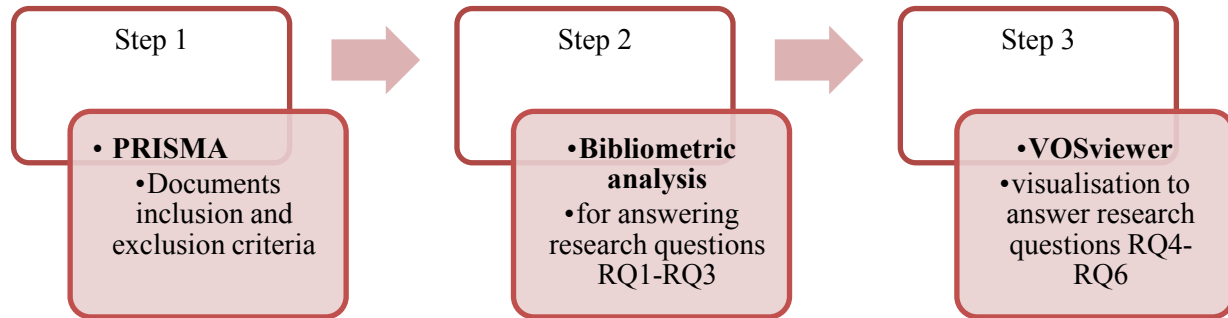 Step 1
• PRISMA
•Documents
inclusion and
exclusion criteria
Step 2
•Bibliometric
analysis
•for answering
research questions
RQ1-RQ3
Step 3
•VOSviewer
•visualisation to
answer research
questions RQ4-
RQ6